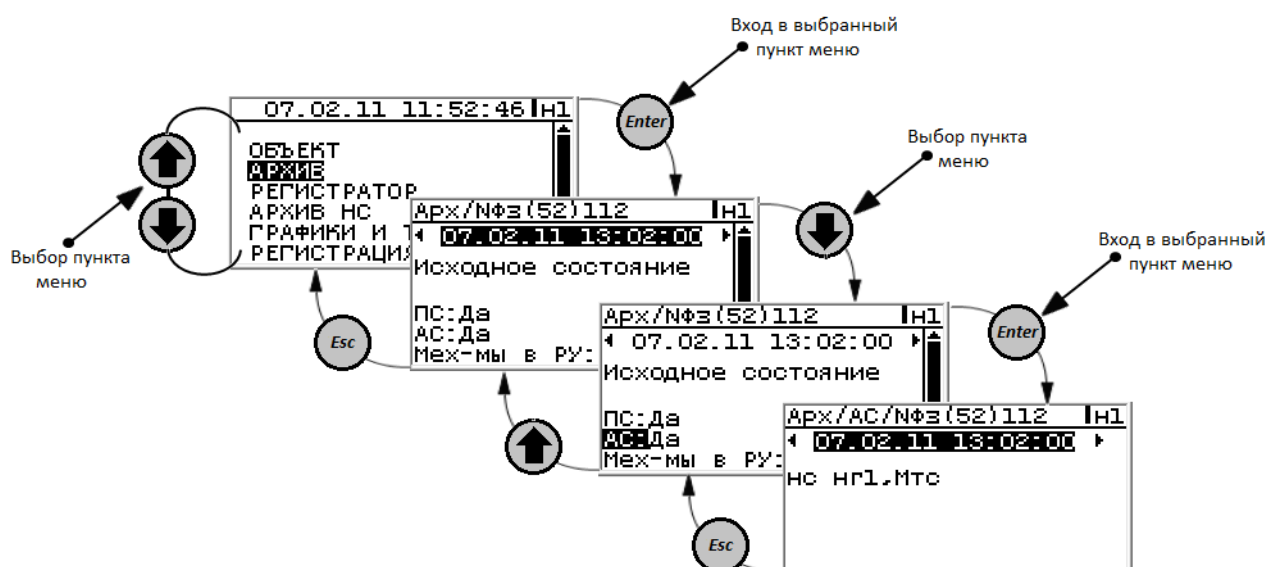 Вход в выбранный
пункт меню
07.02.11 11:52:46 Н1
ОБЪЕКТ
АРХИВ
РЕГИСТРАТОР
АРХИВ НС
ГРАФИКИ И
РЕГИСТРАЦИ
Enter
Выбор пункта
меню
Выбор пункта
меню
Арх/NФз(52)112 Н1
07.02.11 13:02:00
Исходное состояние
ПС:Да
АС:Да
Мех-мы в РУ:
Esc
Вход в выбранный
пункт меню
Арх/NФз(52)112 Н1
07.02.11 13:02:00
Исходное состояние
ПС:Да
АС:Да
Мех-мы в РУ:
Enter
Арх/АС/NФз(52)112 Н1
07.02.11 13:02:00
нс нг1,Мтс
Esc